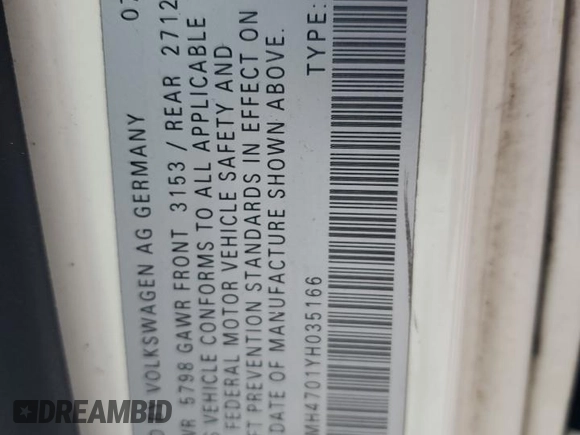 VOLKSWAGEN AG GERMANY 07
5798 GAWR FRONT 3153 / REAR 2712
VEHICLE CONFORMS TO ALL APPLICABLE
FEDERAL MOTOR VEHICLE SAFETY AND
PREVENTION STANDARDS IN EFFECT ON
DATE OF MANUFACTURE SHOWN ABOVE.
MH4701YH035166 TYPE:
DREAMBID